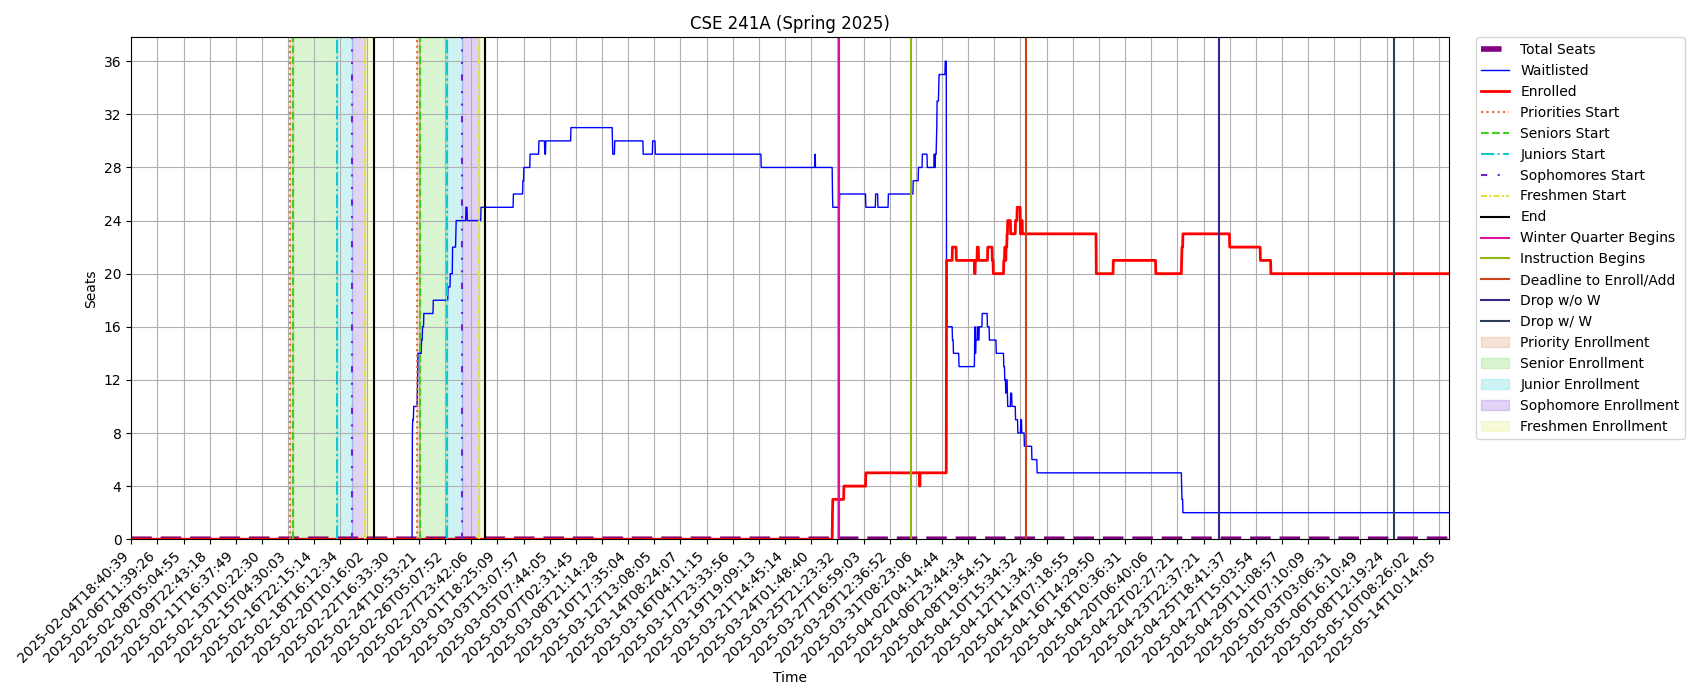 CSE 241A (Spring 2025)
Seats
36
32
28
24
20
16
12
8
4
0
2025-02-04T18:40:39
2025-02-06T11:39:26
2025-02-08T05:04:55
2025-02-09T22:43:18
2025-02-11T16:37:49
2025-02-13T10:22:30
2025-02-15T04:30:03
2025-02-16T22:15:14
2025-02-18T16:12:34
2025-02-20T10:16:02
2025-02-22T16:33:30
2025-02-24T10:53:21
2025-02-26T05:07:52
2025-02-27T23:42:06
2025-03-01T18:25:09
2025-03-03T13:07:57
2025-03-05T07:44:05
2025-03-07T02:31:45
2025-03-08T21:14:28
2025-03-10T17:35:04
2025-03-12T13:08:05
2025-03-14T08:24:07
2025-03-16T04:11:15
2025-03-17T23:33:56
2025-03-19T19:09:13
2025-03-21T14:45:14
2025-03-24T01:48:40
2025-03-25T21:23:32
2025-03-27T16:59:03
2025-03-29T12:36:52
2025-03-31T08:23:06
2025-04-02T04:14:44
2025-04-06T23:44:34
2025-04-08T19:54:51
2025-04-10T15:34:32
2025-04-12T11:34:36
2025-04-14T07:18:55
2025-04-16T14:29:50
2025-04-18T10:36:31
2025-04-20T06:40:06
2025-04-22T02:27:21
2025-04-23T22:37:21
2025-04-25T18:41:37
2025-04-27T15:03:54
2025-04-29T11:08:57
2025-05-01T07:10:09
2025-05-03T03:06:31
2025-05-06T16:10:49
2025-05-08T12:19:24
2025-05-10T08:26:02
2025-05-14T10:14:05
Time
Total Seats
Waitlisted
Enrolled
Priorities Start
Seniors Start
Juniors Start
Sophomores Start
Freshmen Start
End
Winter Quarter Begins
Instruction Begins
Deadline to Enroll/Add
Drop w/o W
Drop w/ W
Priority Enrollment
Senior Enrollment
Junior Enrollment
Sophomore Enrollment
Freshmen Enrollment